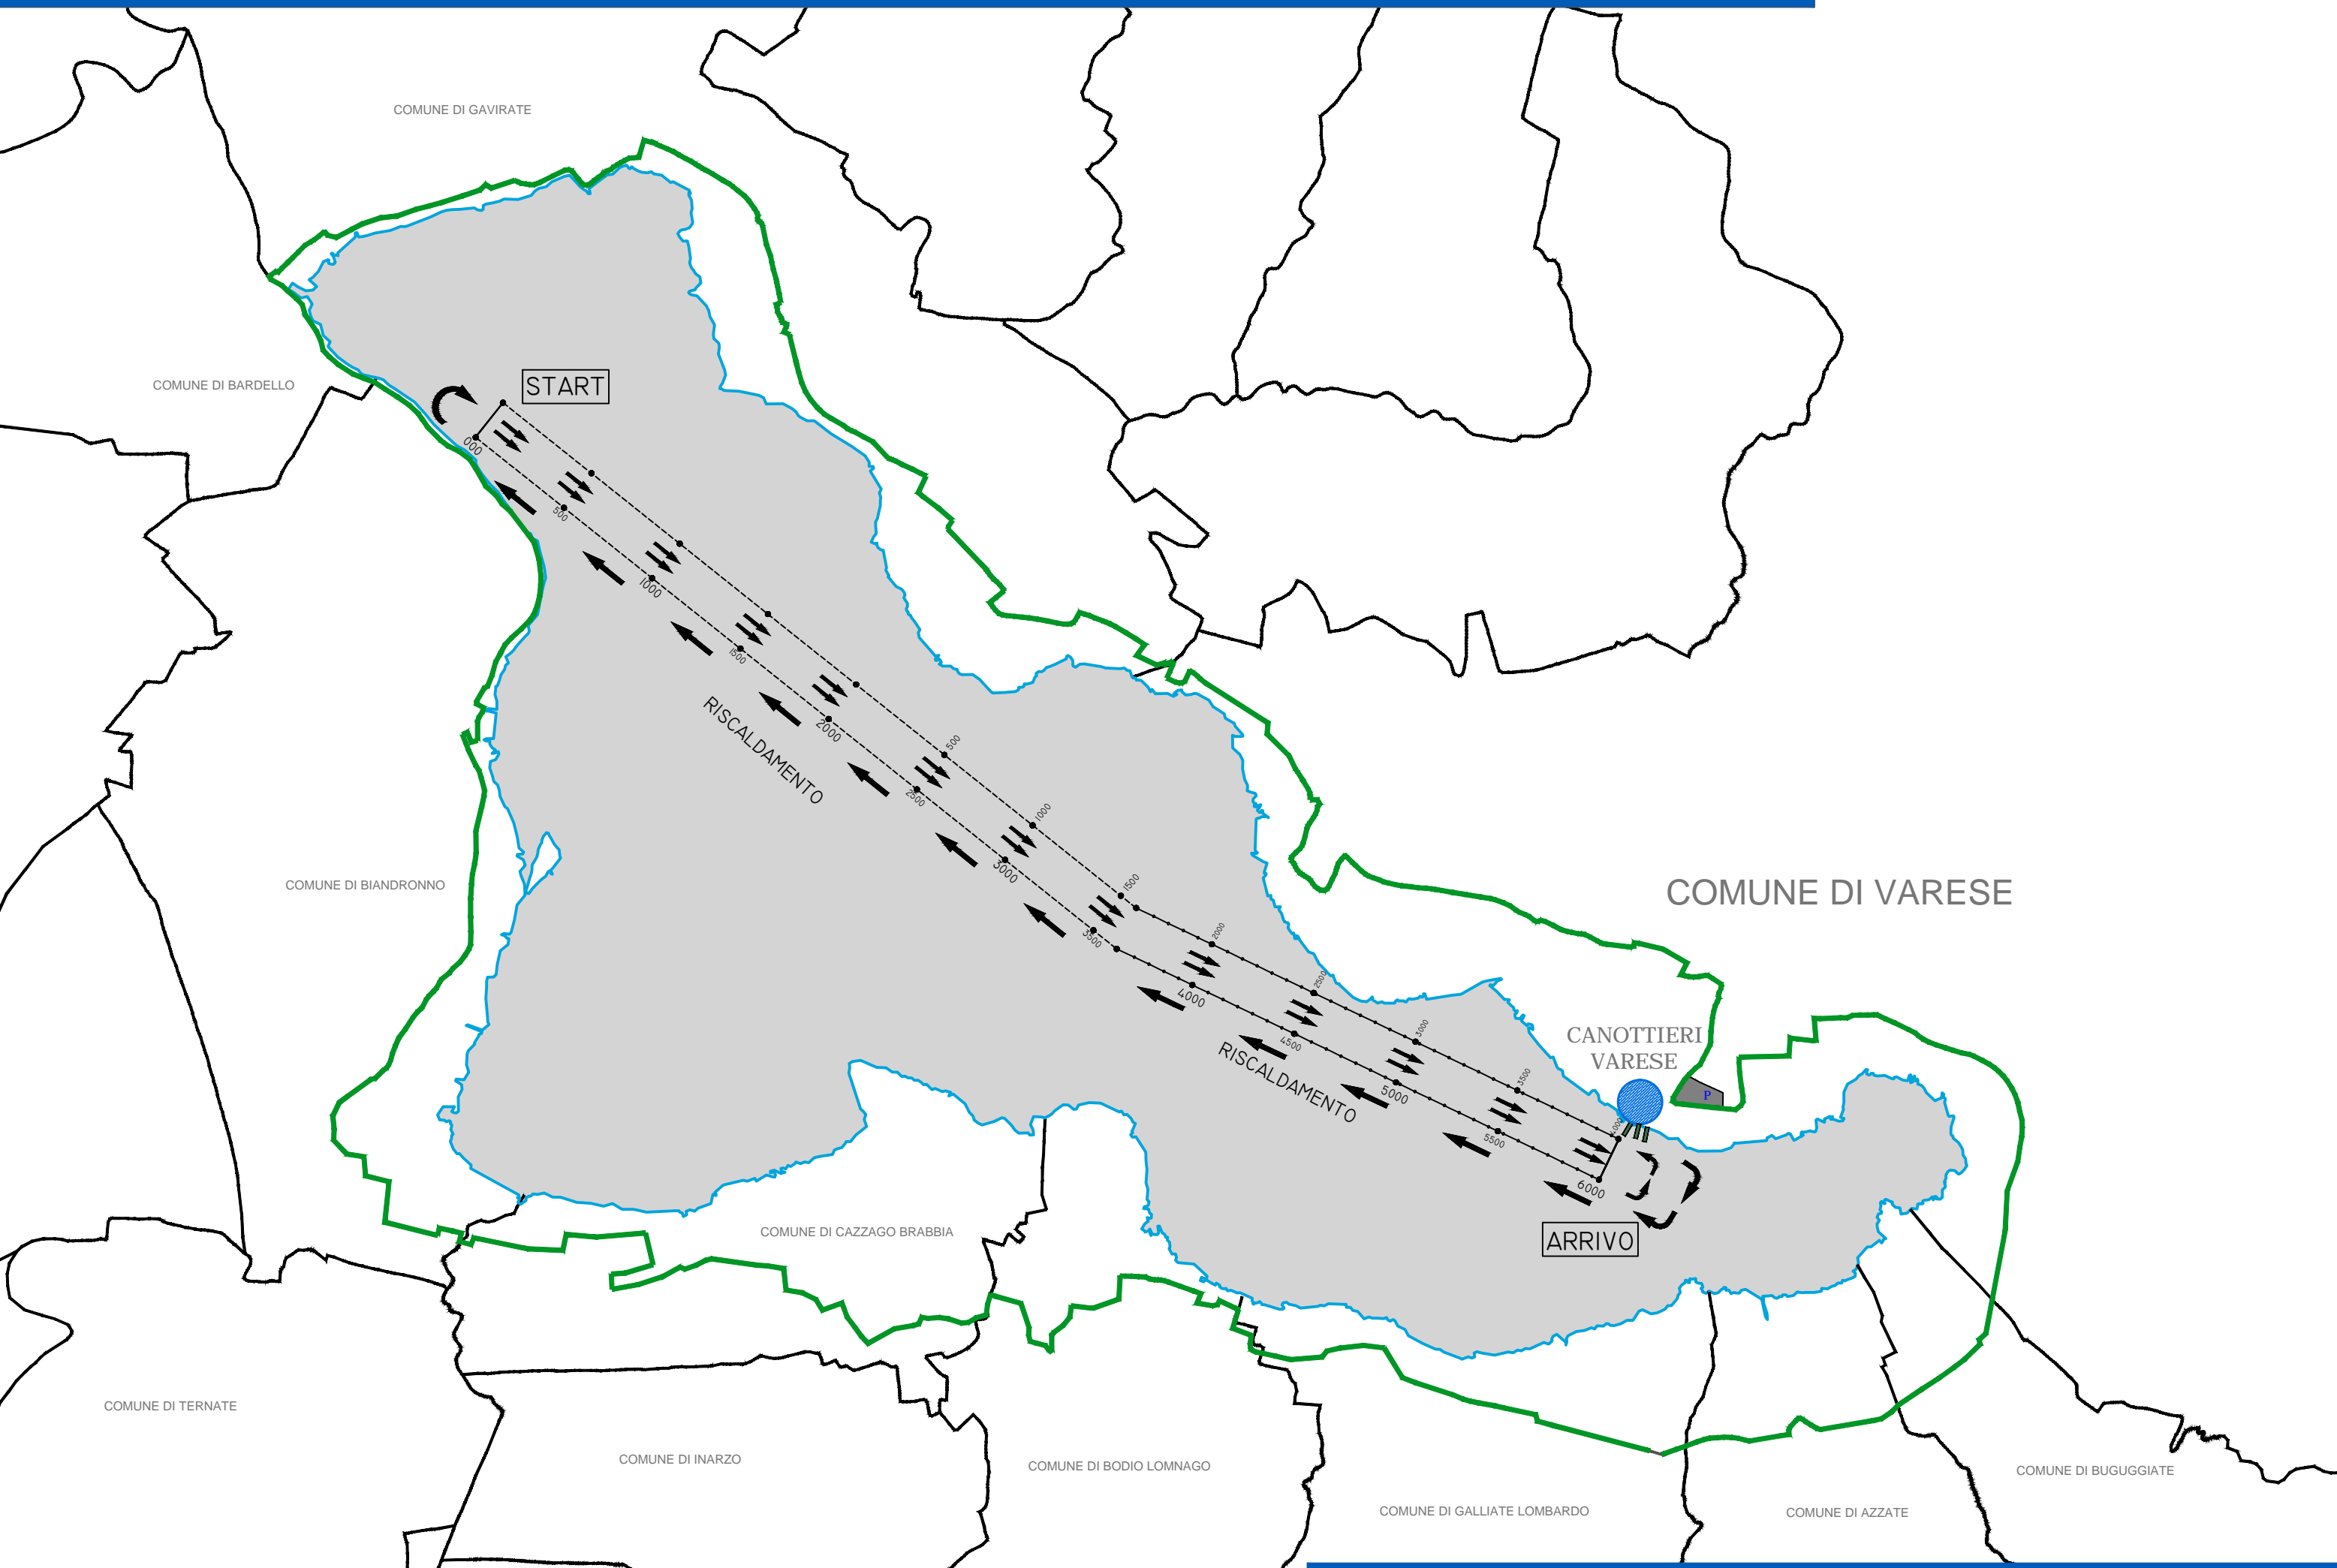 COMUNE DI GAVIRATE
COMUNE DI BARDELLO
START
000
500
1000
1500
2000
RISCALDAMENTO
500
2500
1000
3000
COMUNE DI BIANDRONNO
COMUNE DI VARESE
1500
3500
2000
2500
4000
3000
4500
CANOTTIERI
VARESE
RISCALDAMENTO
3500
5000
P
4000
5500
6000
ARRIVO
COMUNE DI CAZZAGO BRABBIA
COMUNE DI TERNATE
COMUNE DI INARZO
COMUNE DI BODIO LOMNAGO
COMUNE DI BUGUGGIATE
COMUNE DI GALLIATE LOMBARDO
COMUNE DI AZZATE